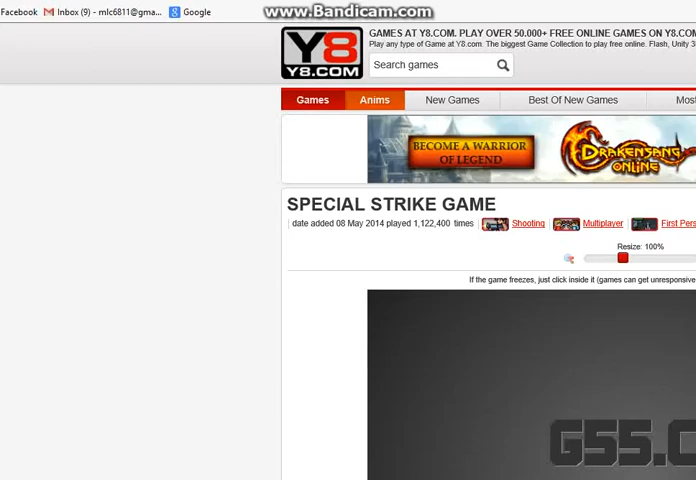 www.Bandicam.com
Facebook Inbox (9) - mlc6811@gma... Google
Y8
Y8.COM
GAMES AT Y8.COM. PLAY OVER 50.000+ FREE ONLINE GAMES ON Y8.COM
Play any type of Game at Y8.com. The biggest Game Collection to play free online. Flash, Unity 3
Search games
Games Anims New Games Best Of New Games Mos
BECOME A WARRIOR
OF LEGEND
DRAKENSANG
ONLINE
SPECIAL STRIKE GAME
date added 08 May 2014 played 1,122,400 times Shooting Multiplayer First Pers
Resize: 100%
If the game freezes, just click inside it (games can get unresponsive
G55.C